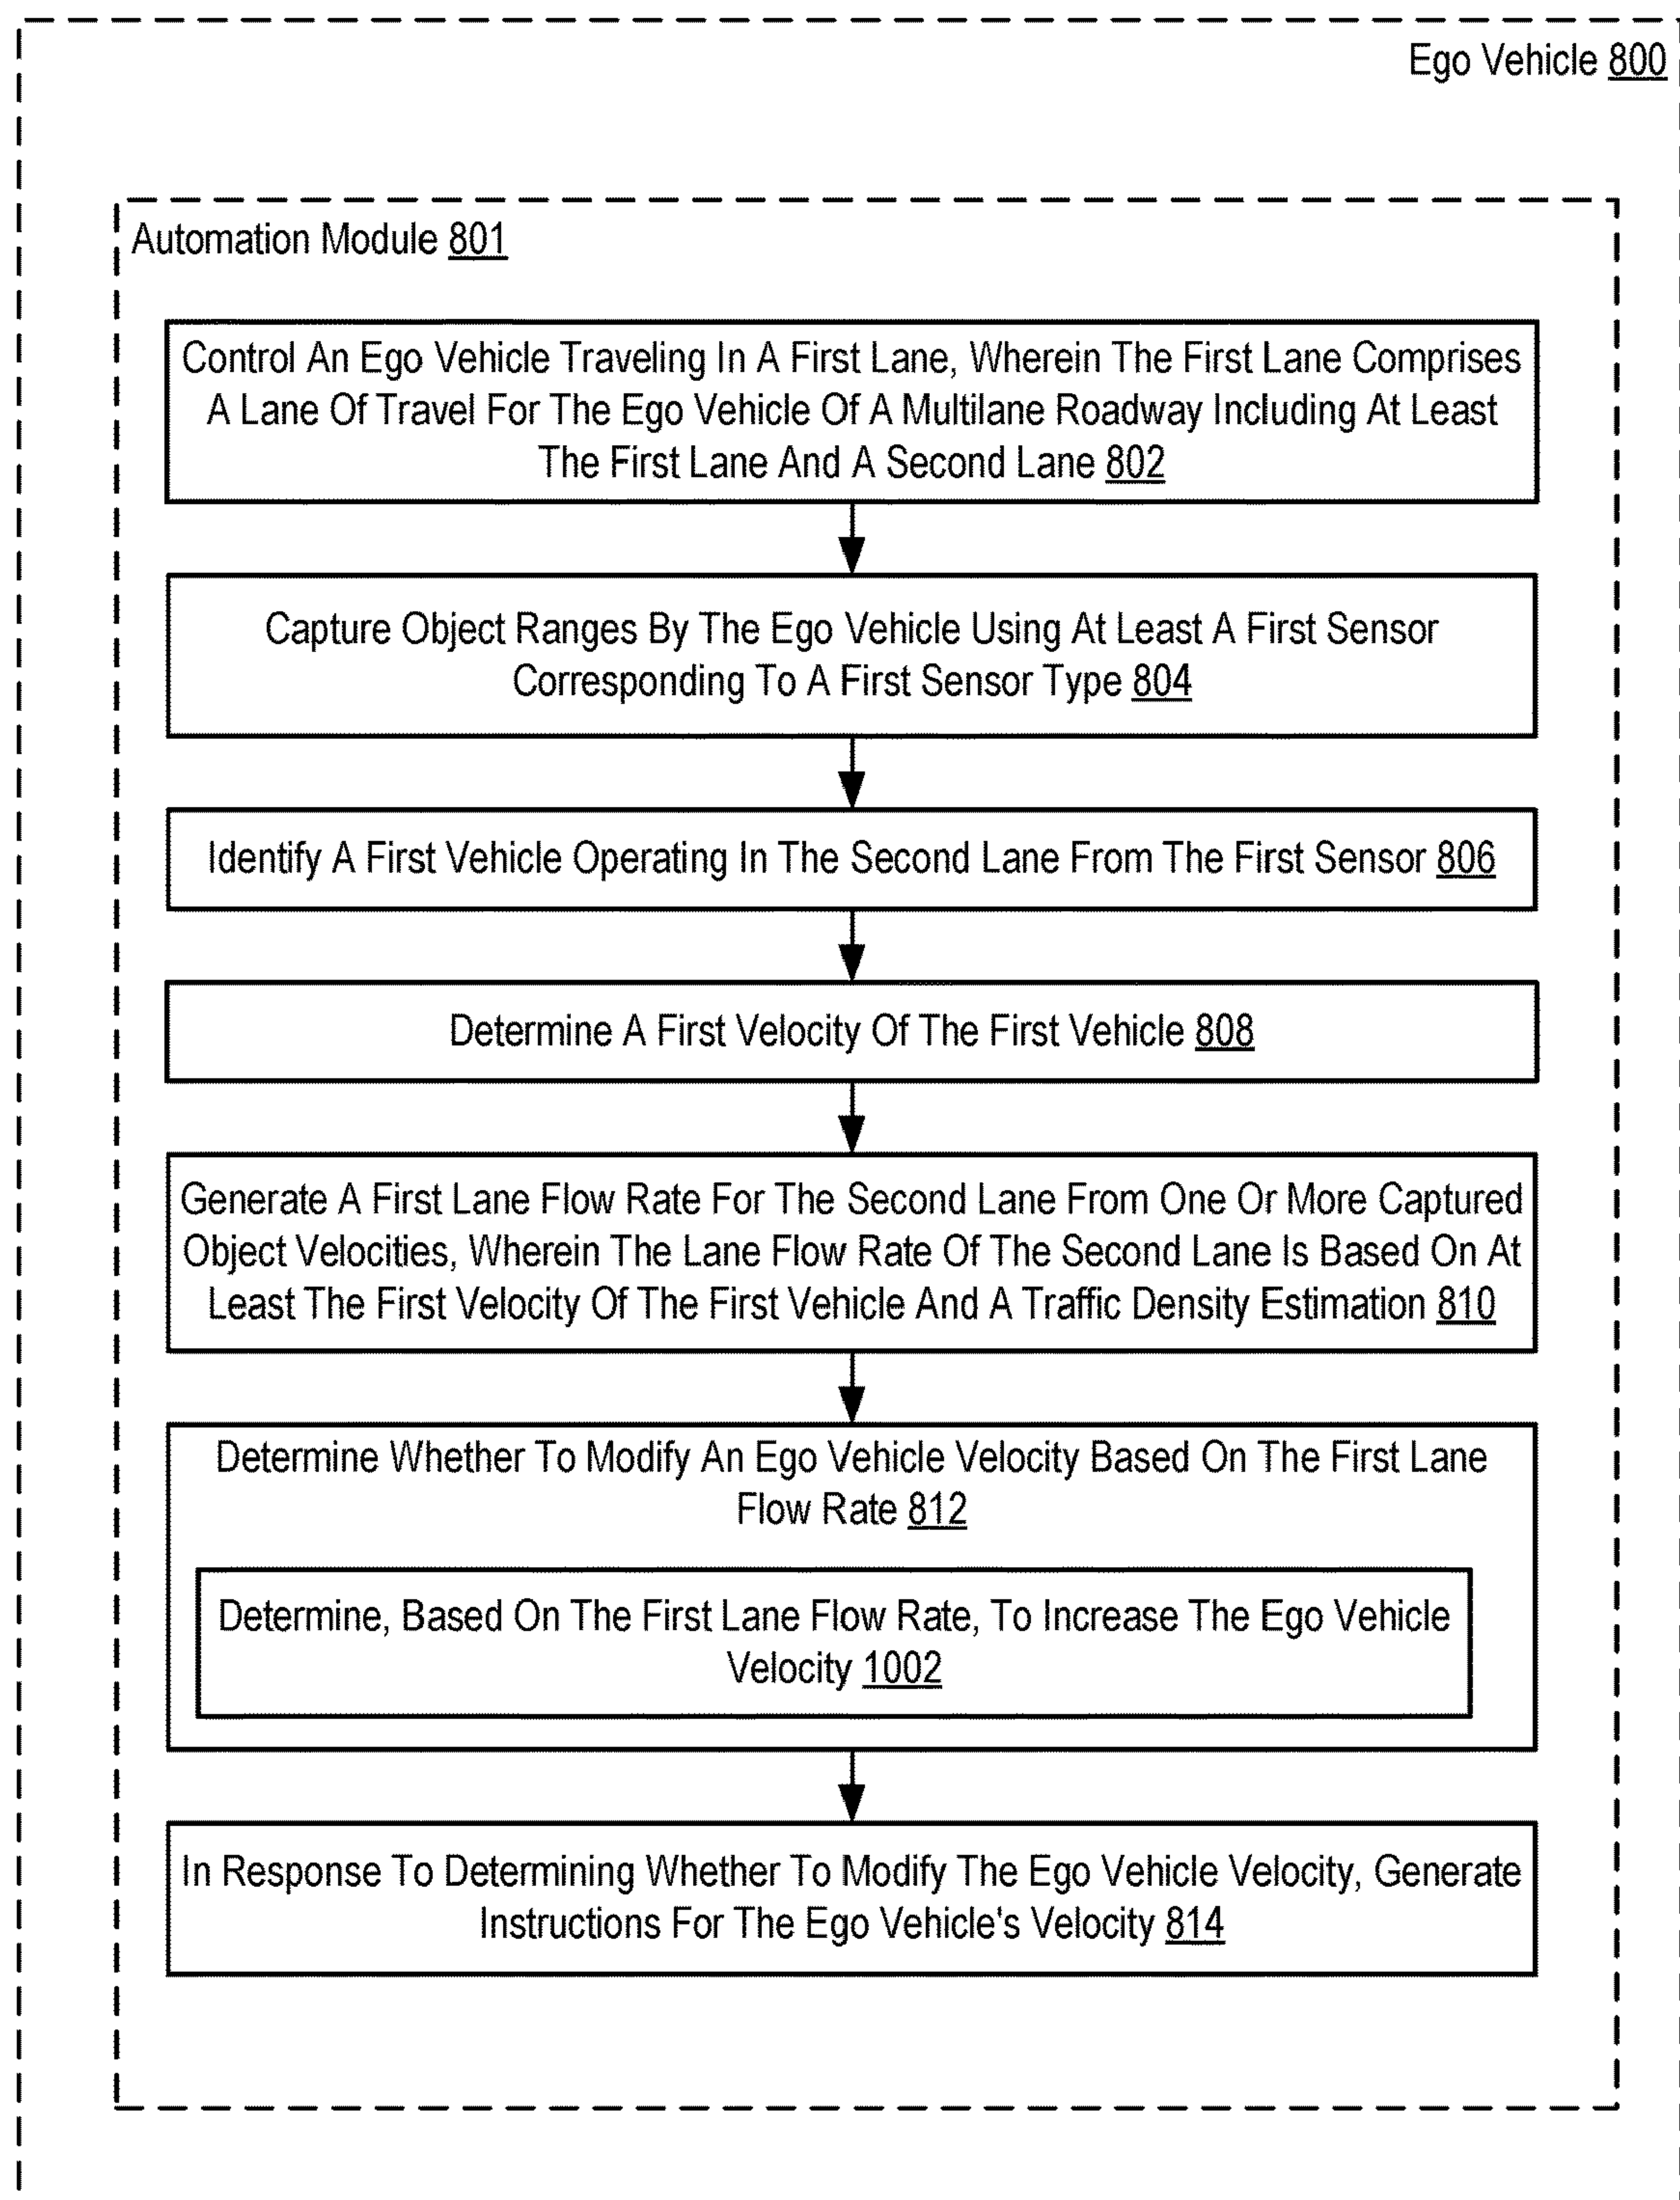 Ego Vehicle 800
Automation Module 801
Control An Ego Vehicle Traveling In A First Lane, Wherein The First Lane Comprises
A Lane Of Travel For The Ego Vehicle Of A Multilane Roadway Including At Least
The First Lane And A Second Lane 802
Capture Object Ranges By The Ego Vehicle Using At Least A First Sensor
Corresponding To A First Sensor Type 804
Identify A First Vehicle Operating In The Second Lane From The First Sensor 806
Determine A First Velocity Of The First Vehicle 808
Generate A First Lane Flow Rate For The Second Lane From One Or More Captured
Object Velocities, Wherein The Lane Flow Rate Of The Second Lane Is Based On At
Least The First Velocity Of The First Vehicle And A Traffic Density Estimation 810
Determine Whether To Modify An Ego Vehicle Velocity Based On The First Lane
Flow Rate 812
Determine, Based On The First Lane Flow Rate, To Increase The Ego Vehicle
Velocity 1002
In Response To Determining Whether To Modify The Ego Vehicle Velocity, Generate
Instructions For The Ego Vehicle's Velocity 814